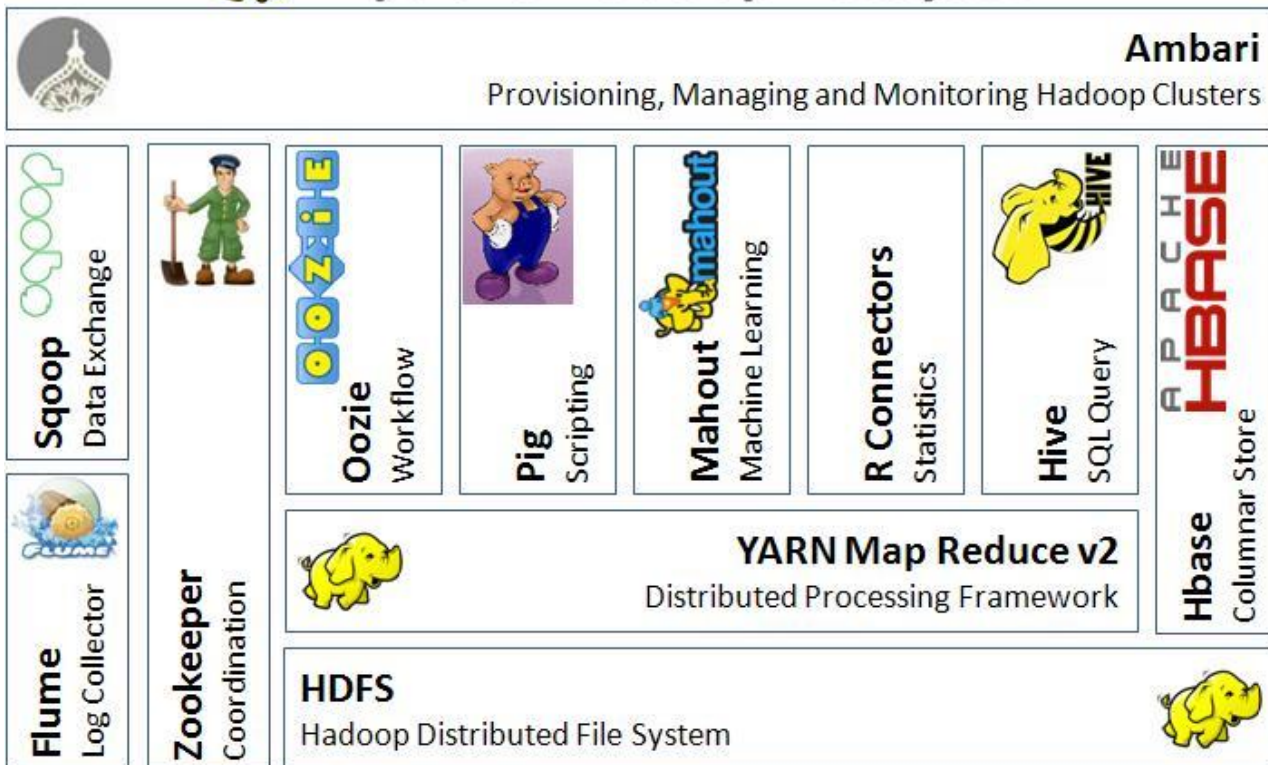 Ambari
Provisioning, Managing and Monitoring Hadoop Clusters
sqoop
Sqoop
Data Exchange
Zookeeper
Coordination
OOZIE
Oozie
Workflow
Pig
Scripting
mahout
Mahout
Machine Learning
R Connectors
Statistics
HIVE
Hive
SQL Query
APACHE
HBASE
Hbase
Columnar Store
FLUME
Flume
Log Collector
YARN Map Reduce v2
Distributed Processing Framework
HDFS
Hadoop Distributed File System